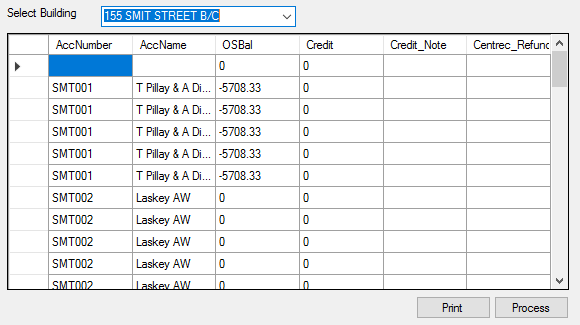 Select Building 155 SMIT STREET B/C
AccNumber AccName OSBal Credit Credit_Note Centrec_Refund
0 0
SMT001 T Pillay & A Di... -5708.33 0
SMT001 T Pillay & A Di... -5708.33 0
SMT001 T Pillay & A Di... -5708.33 0
SMT001 T Pillay & A Di... -5708.33 0
SMT001 T Pillay & A Di... -5708.33 0
SMT002 Laskey AW 0 0
SMT002 Laskey AW 0 0
SMT002 Laskey AW 0 0
SMT002 Laskey AW 0 0
SMT002 Laskey AW 0 0
Print Process